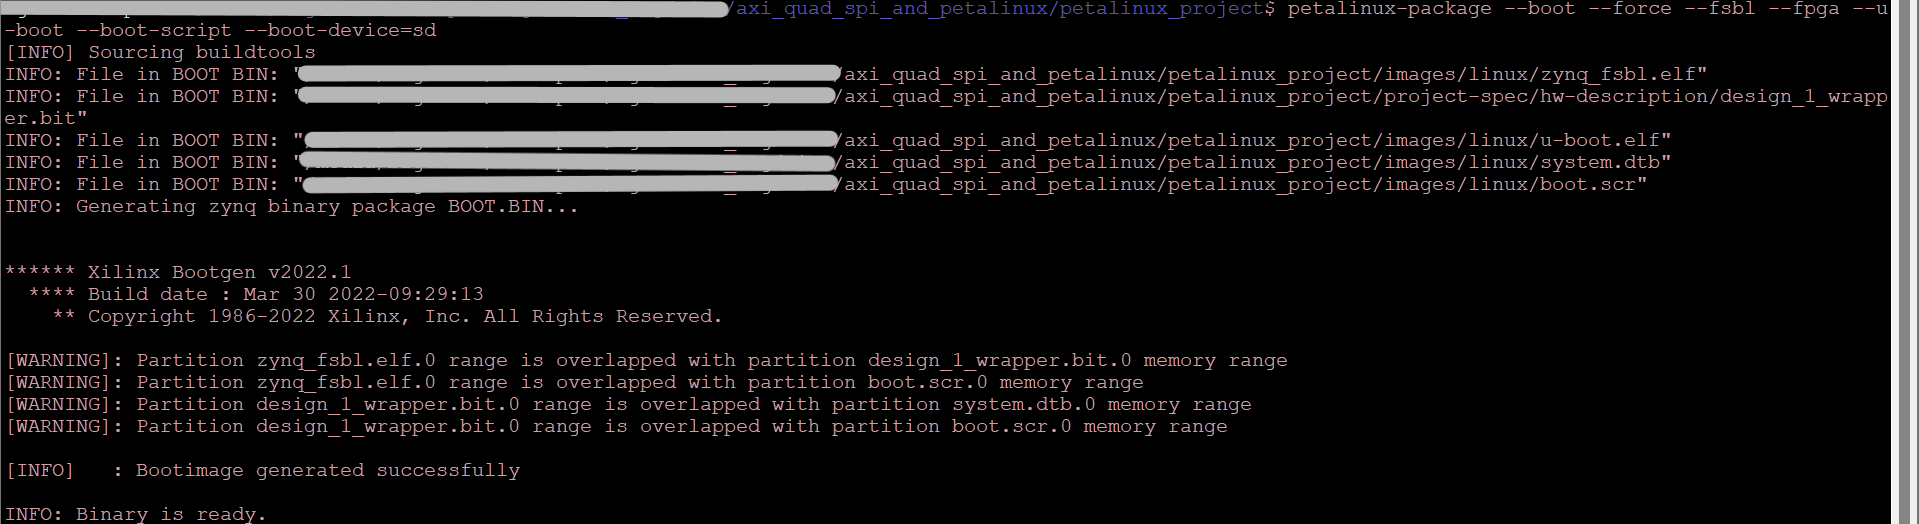 /axi_quad_spi_and_petalinux/petalinux_project$ petalinux-package --boot --force --fsbl --fpga --u
-boot --boot-script --boot-device=sd
[INFO] Sourcing buildtools
INFO: File in BOOT BIN: "/axi_quad_spi_and_petalinux/petalinux_project/images/linux/zynq_fsbl.elf"
INFO: File in BOOT BIN: "/axi_quad_spi_and_petalinux/petalinux_project/project-spec/hw-description/design_1_wrapp
er.bit"
INFO: File in BOOT BIN: "/axi_quad_spi_and_petalinux/petalinux_project/images/linux/u-boot.elf"
INFO: File in BOOT BIN: "/axi_quad_spi_and_petalinux/petalinux_project/images/linux/system.dtb"
INFO: File in BOOT BIN: "/axi_quad_spi_and_petalinux/petalinux_project/images/linux/boot.scr"
INFO: Generating zynq binary package BOOT.BIN...
****** Xilinx Bootgen v2022.1
**** Build date : Mar 30 2022-09:29:13
** Copyright 1986-2022 Xilinx, Inc. All Rights Reserved.
[WARNING]: Partition zynq_fsbl.elf.0 range is overlapped with partition design_1_wrapper.bit.0 memory range
[WARNING]: Partition zynq_fsbl.elf.0 range is overlapped with partition boot.scr.0 memory range
[WARNING]: Partition design_1_wrapper.bit.0 range is overlapped with partition system.dtb.0 memory range
[WARNING]: Partition design_1_wrapper.bit.0 range is overlapped with partition boot.scr.0 memory range
[INFO]   : Bootimage generated successfully
INFO: Binary is ready.